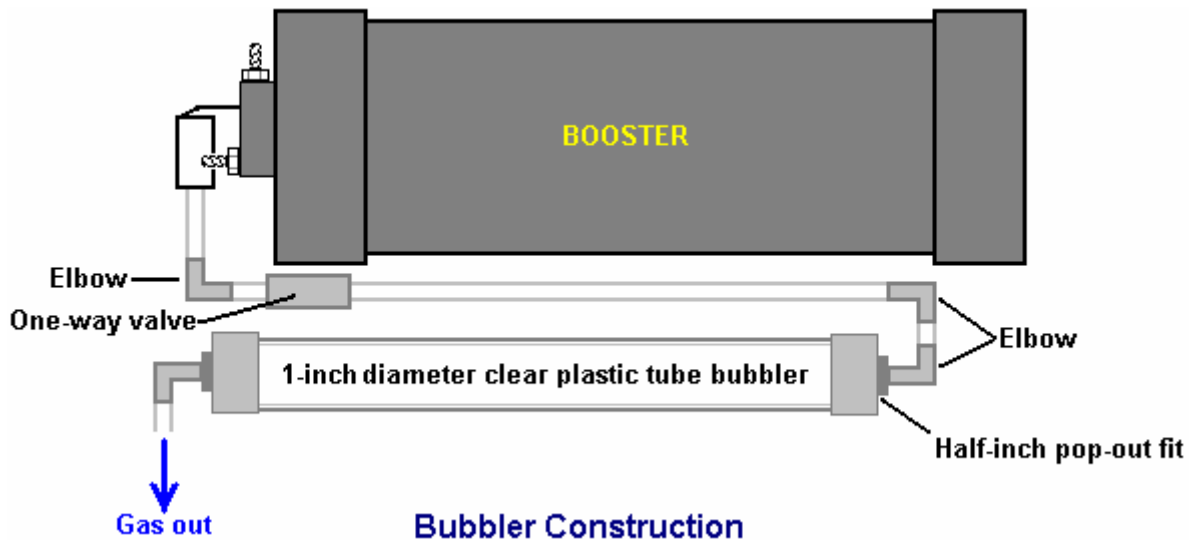 BOOSTER
Elbow
One-way valve
Elbow
1-inch diameter clear plastic tube bubbler
Half-inch pop-out fit
Gas out
Bubbler Construction